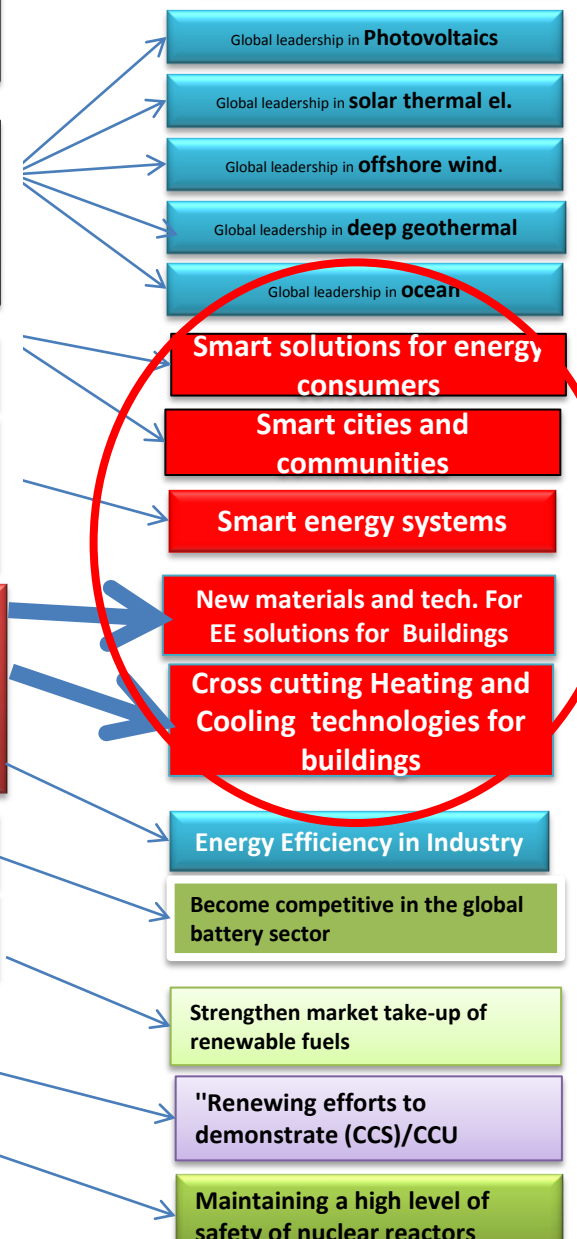 Global leadership in Photovoltaics
Global leadership in solar thermal el.
Global leadership in offshore wind.
Global leadership in deep geothermal
Global leadership in ocean
Smart solutions for energy
consumers
Smart cities and
communities
Smart energy systems
New materials and tech. For
EE solutions for Buildings
Cross cutting Heating and
Cooling technologies for
buildings
Energy Efficiency in Industry
Become competitive in the global
battery sector
Strengthen market take-up of
renewable fuels
"Renewing efforts to
demonstrate (CCS)/CCU
Maintaining a high level of
safety of nuclear reactors